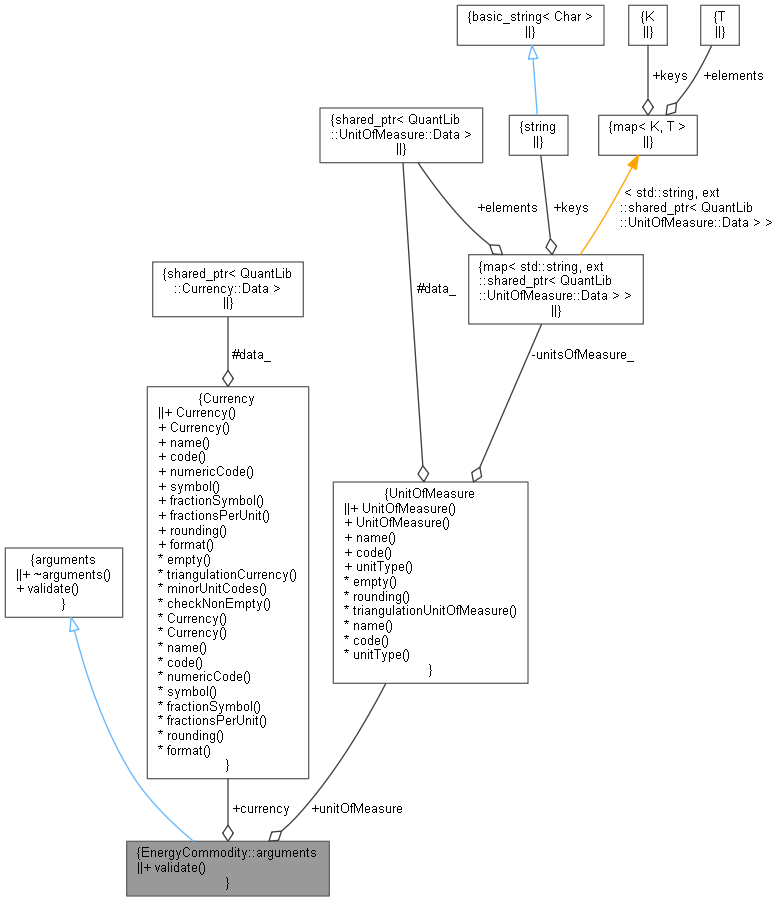 {basic_string< Char >
||}
{K
||}
{T
||}
+keys
+elements
{shared_ptr< QuantLib
::UnitOfMeasure::Data >
||}
{string
||}
{map< K, T >
||}
+elements
+keys
< std::string, ext
::shared_ptr< QuantLib
::UnitOfMeasure::Data > >
{shared_ptr< QuantLib
::Currency::Data >
||}
#data_
{map< std::string, ext
::shared_ptr< QuantLib
::UnitOfMeasure::Data > >
||}
#data_
-unitsOfMeasure_
{Currency
||+ Currency()
+ Currency()
+ name()
+ code()
+ numericCode()
+ symbol()
+ fractionSymbol()
+ fractionsPerUnit()
+ rounding()
+ format()
* empty()
* triangulationCurrency()
* minorUnitCodes()
* checkNonEmpty()
* Currency()
* Currency()
* name()
* code()
* numericCode()
* symbol()
* fractionSymbol()
* fractionsPerUnit()
* rounding()
* format()
}
{UnitOfMeasure
||+ UnitOfMeasure()
+ UnitOfMeasure()
+ name()
+ code()
+ unitType()
* empty()
* rounding()
* triangulationUnitOfMeasure()
* name()
* code()
* unitType()
}
{arguments
||+ ~arguments()
+ validate()
}
+currency
+unitOfMeasure
{EnergyCommodity::arguments
||+ validate()
}